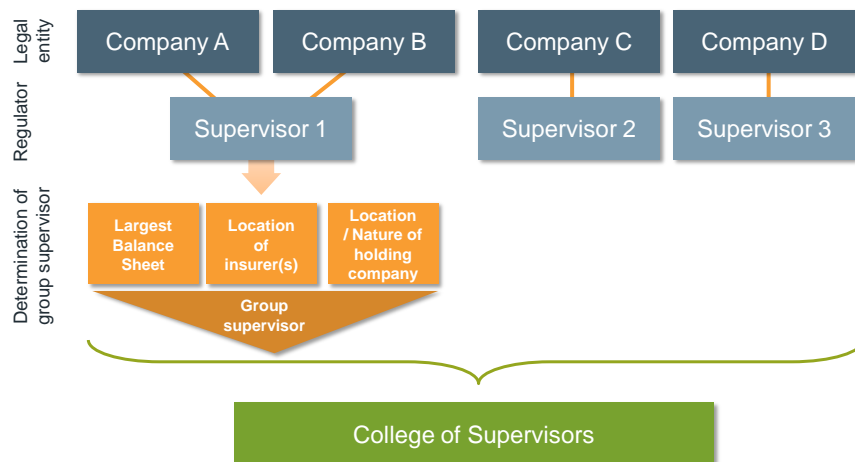 Legal
entity
Company A
Company B
Company C
Company D
Regulator
Supervisor 1
Supervisor 2
Supervisor 3
Determination of
group supervisor
Largest
Balance
Sheet
Location
of
insurer(s)
Location
/ Nature of
holding
company
Group
supervisor
College of Supervisors